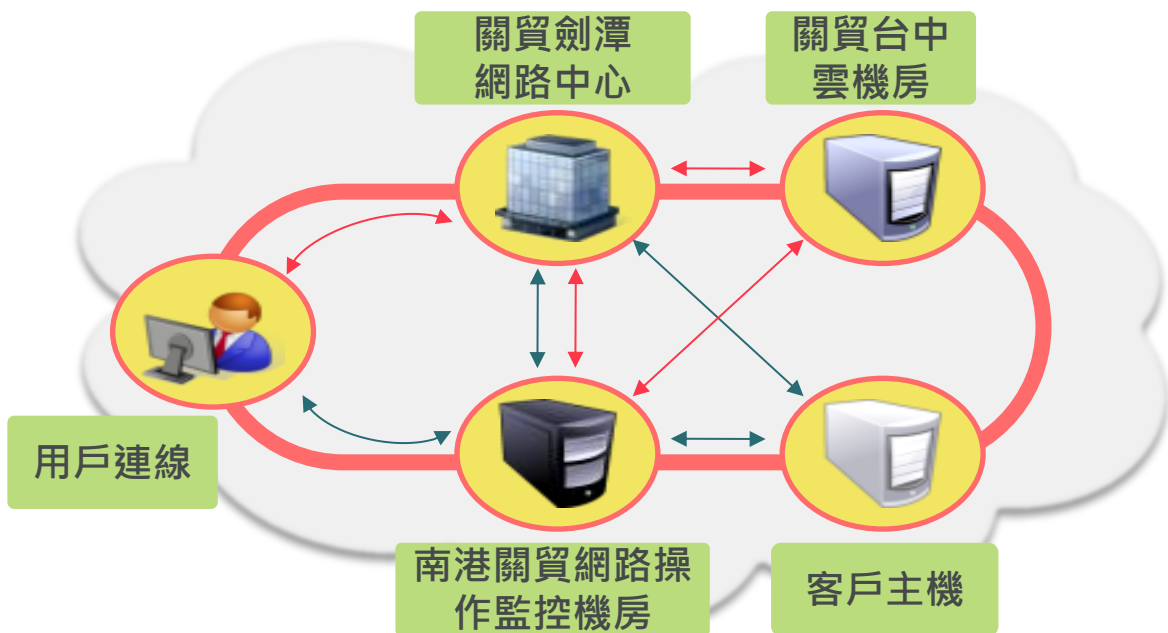 關貿劍潭
網路中心
關貿台中
雲機房
用戶連線
南港關貿網路操
作監控機房
客戶主機